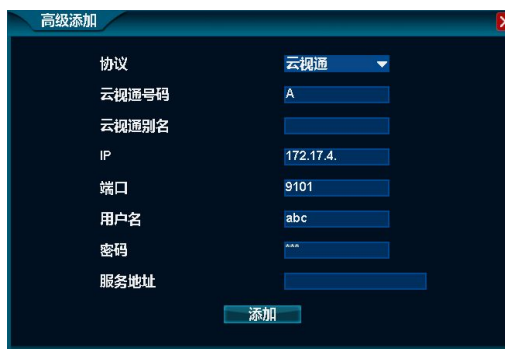 高级添加
协议 云视通
云视通号码 A
云视通别名
IP 172.17.4.
端口 9101
用户名 abc
密码 ***
服务地址
添加